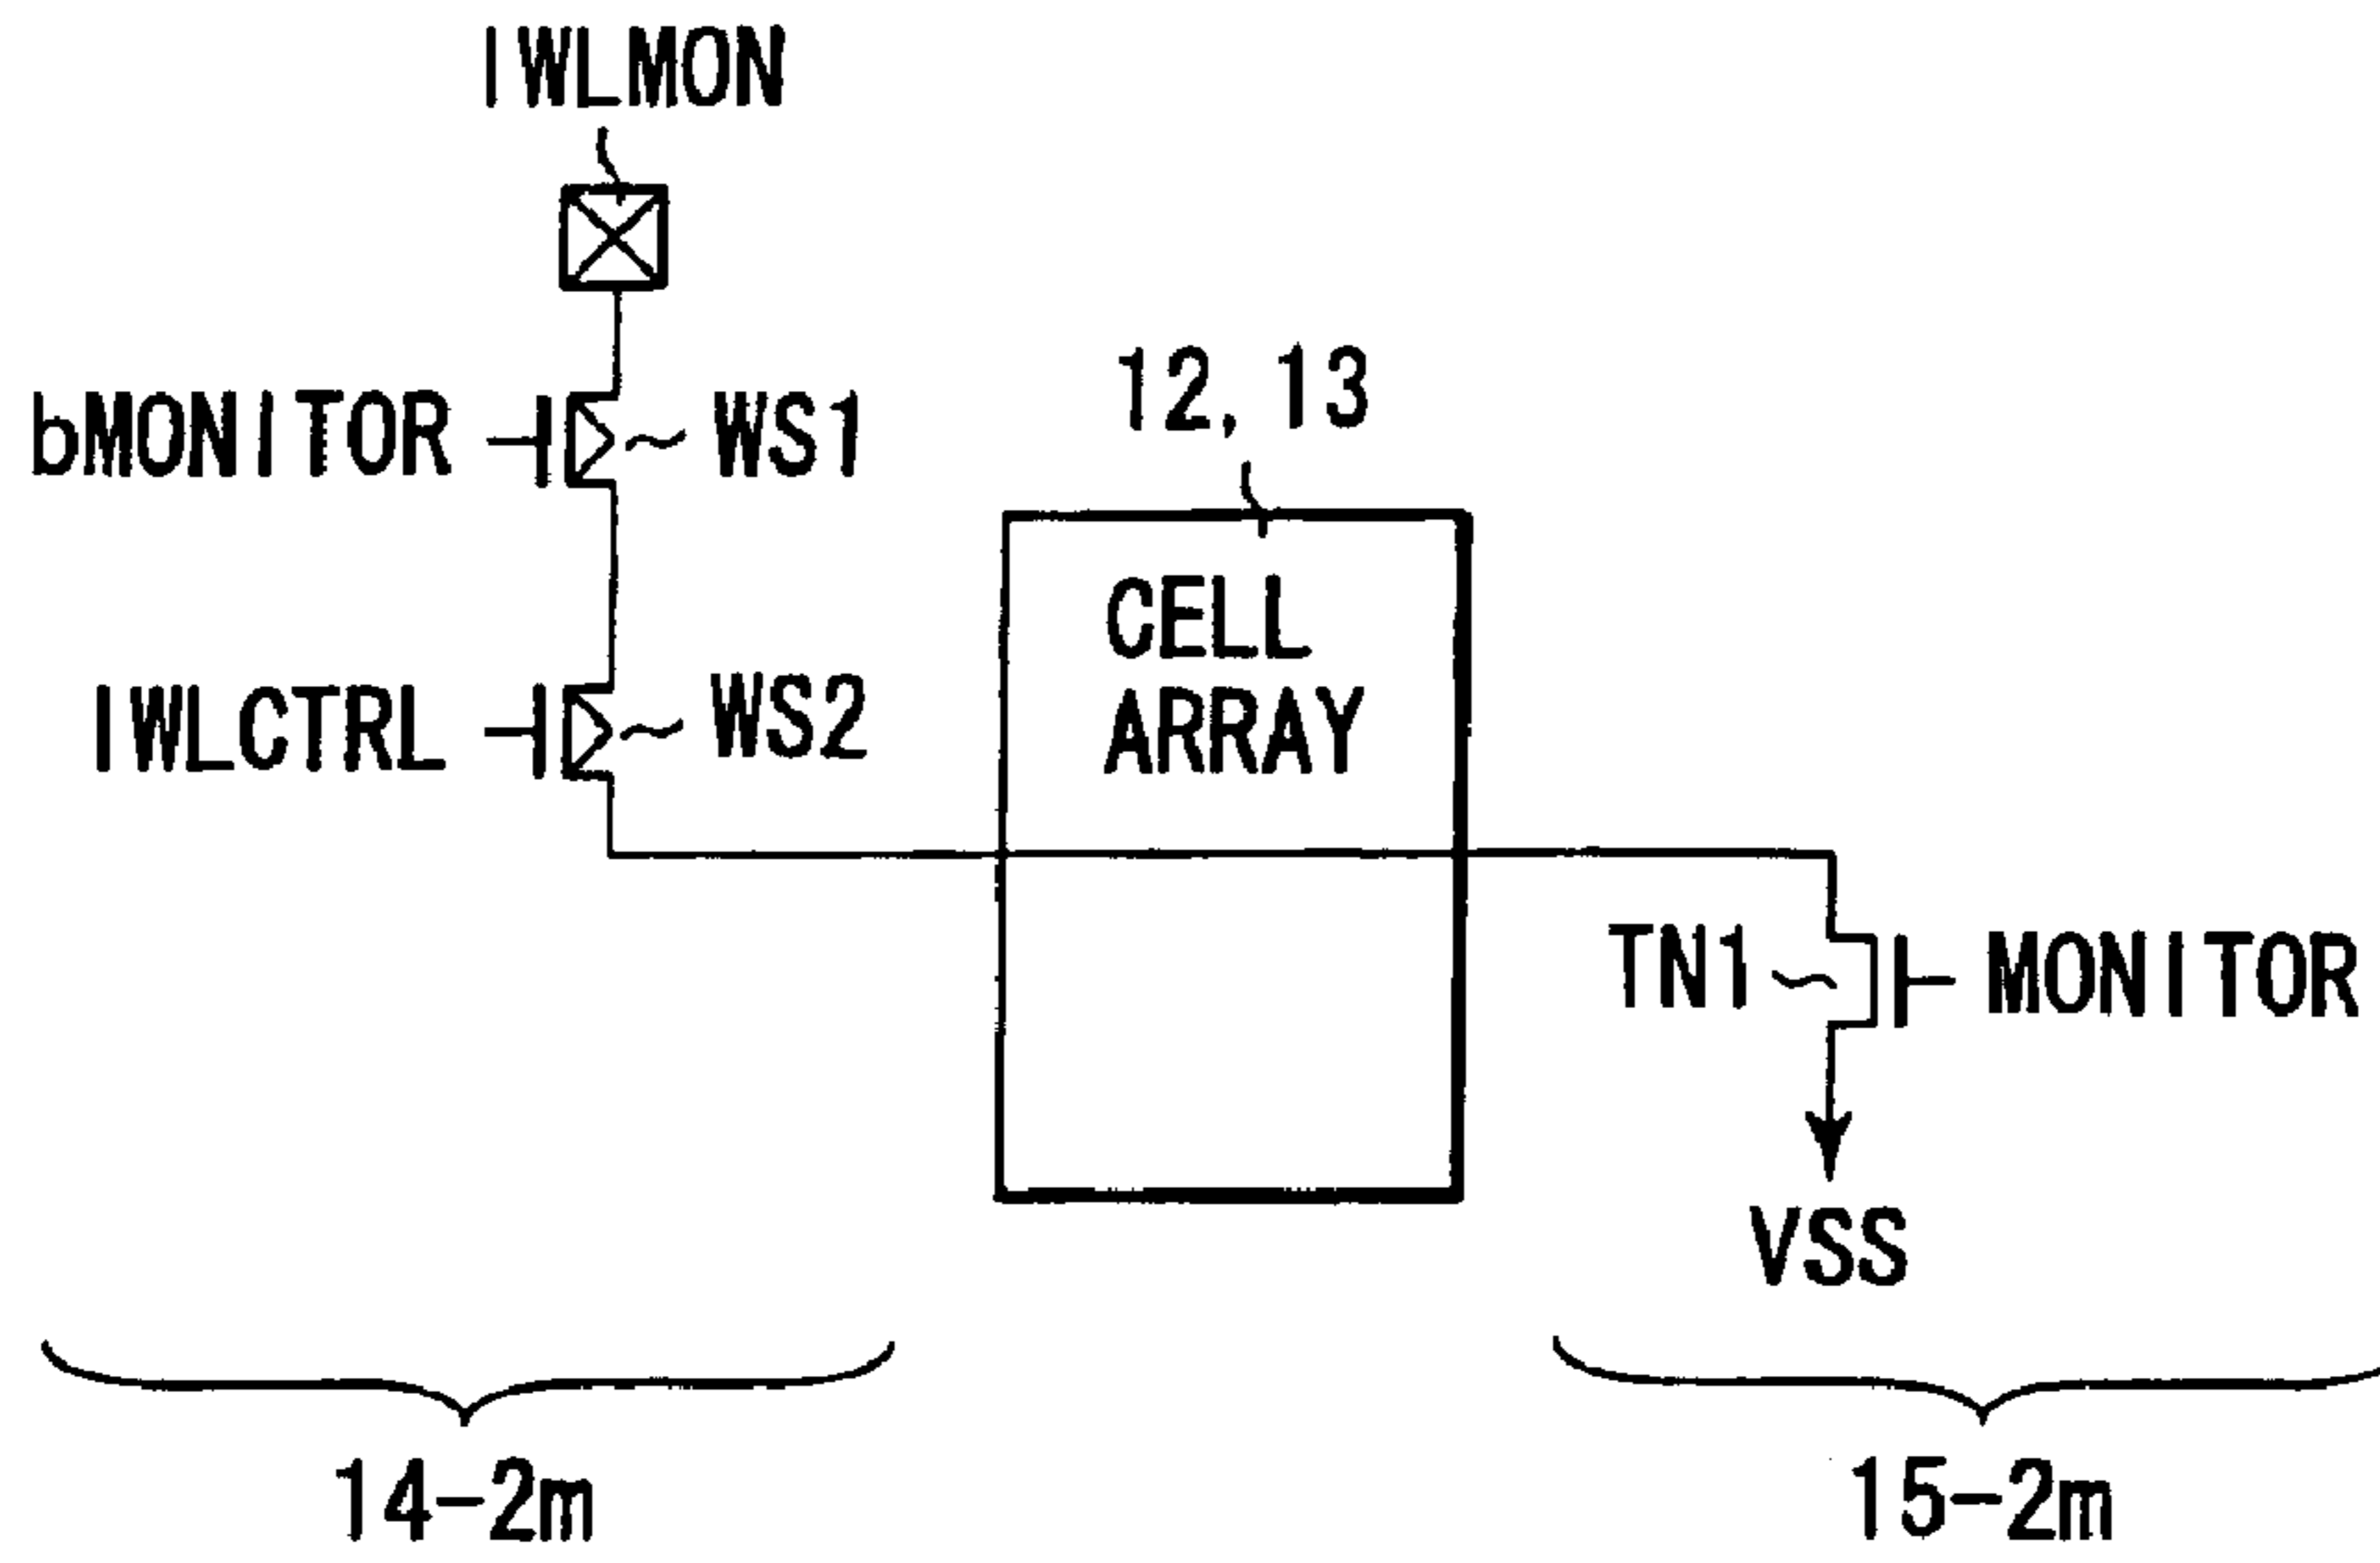 IWLMON
12, 13
bMONITOR
WS1
CELL
ARRAY
IWLCTRL
WS2
TN1
MONITOR
VSS
14-2m
15-2m